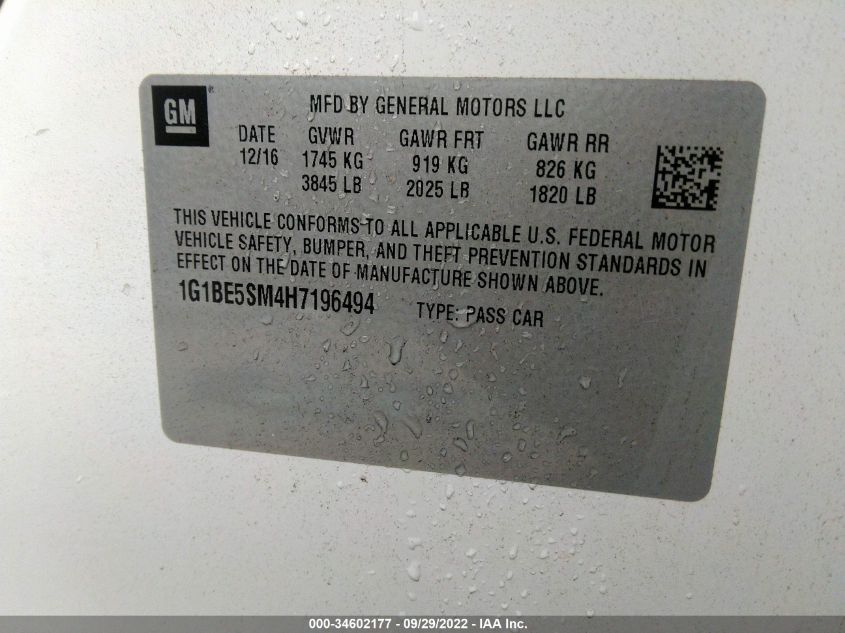 GM®
MFD BY GENERAL MOTORS LLC
DATE GVWR GAWR FRT GAWR RR
12/16 1745 KG 919 KG 826 KG
3845 LB 2025 LB 1820 LB
THIS VEHICLE CONFORMS TO ALL APPLICABLE U.S. FEDERAL MOTOR
VEHICLE SAFETY, BUMPER, AND THEFT PREVENTION STANDARDS IN
EFFECT ON THE DATE OF MANUFACTURE SHOWN ABOVE.
1G1BE5SM4H7196494 TYPE: PASS CAR
000-34602177 - 09/29/2022 - IAA Inc.